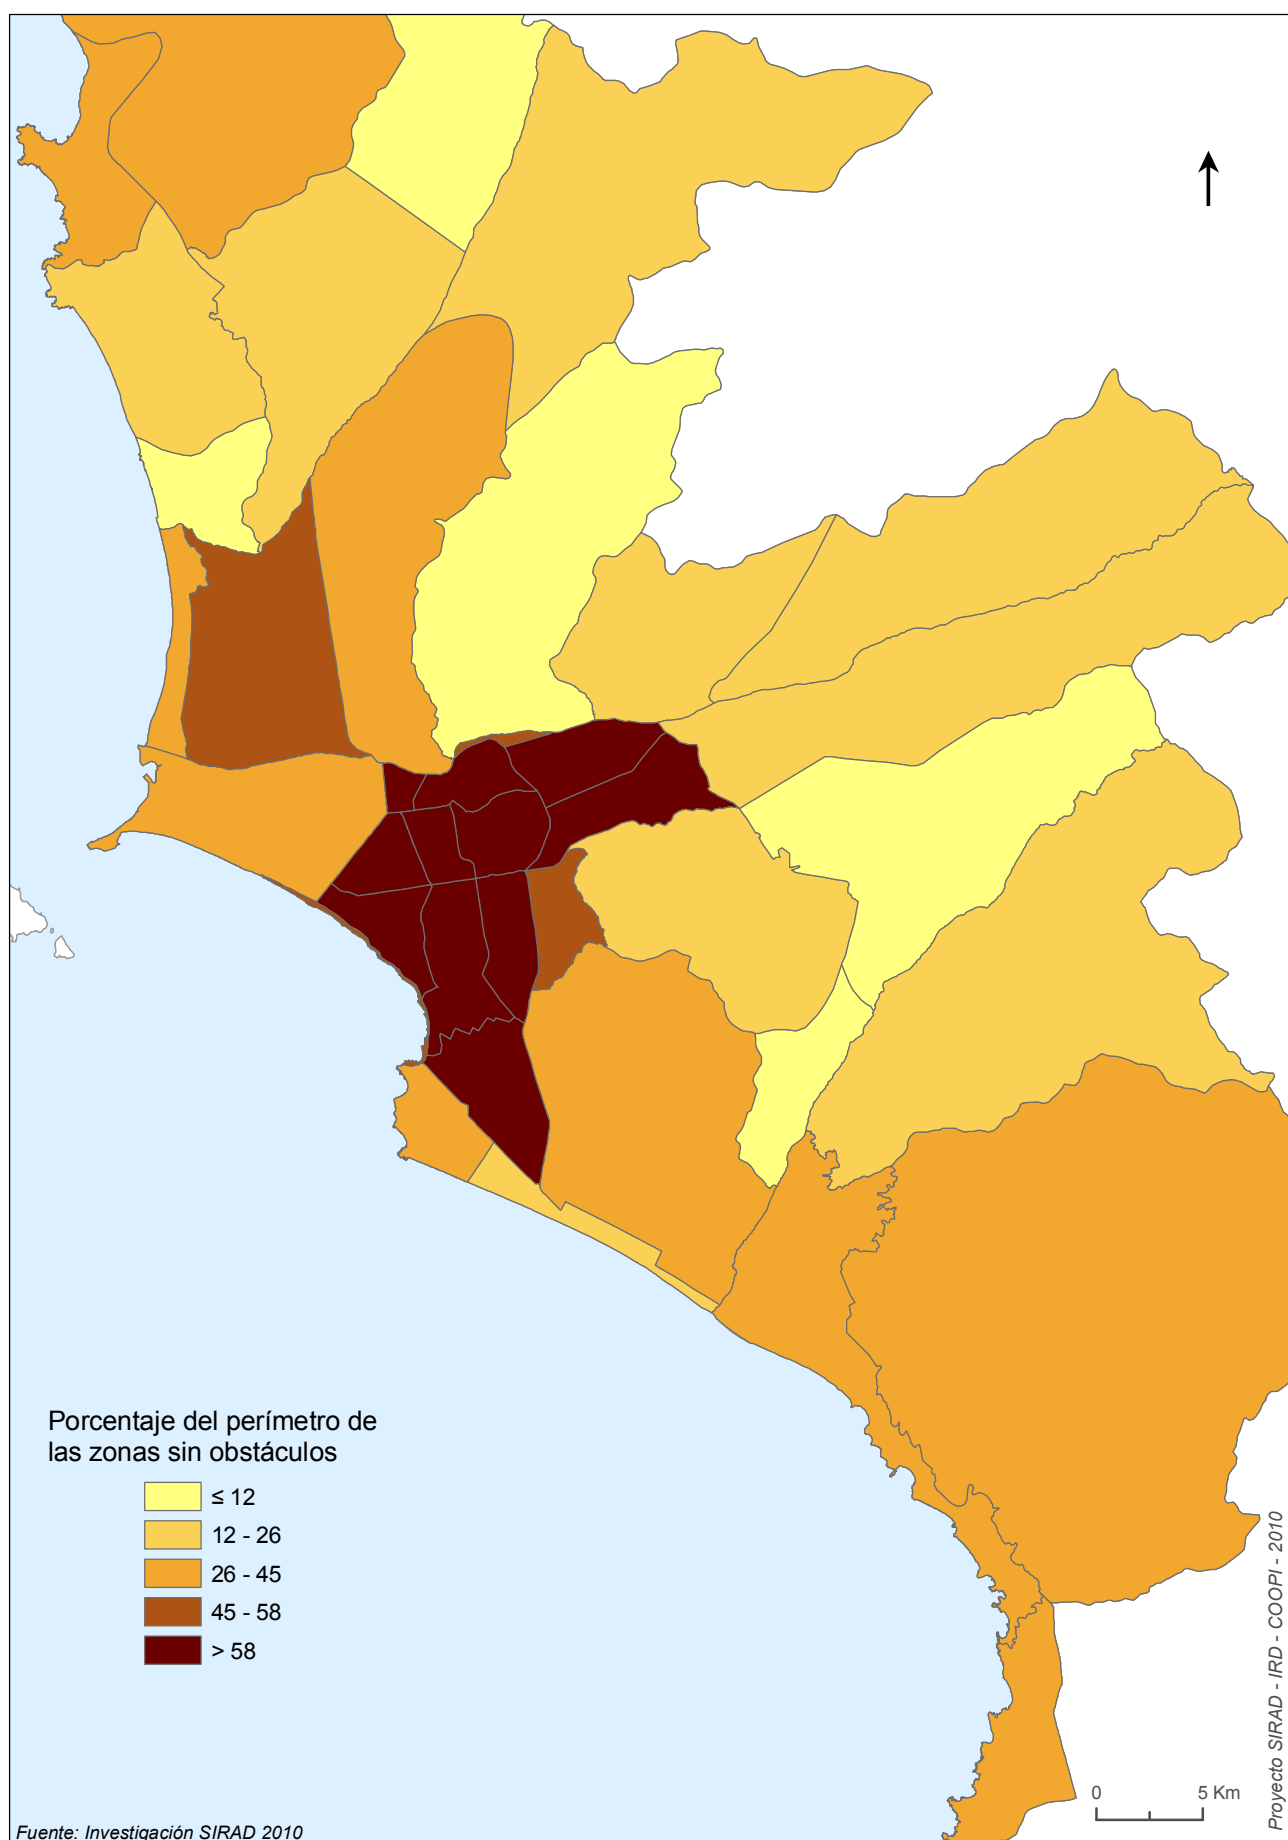 Porcentaje del perímetro de
las zonas sin obstáculos
≤ 12
12 - 26
26 - 45
45 - 58
> 58
0 5 Km
Proyecto SIRAD - IRD - COOPI - 2010
Fuente: Investigación SIRAD 2010